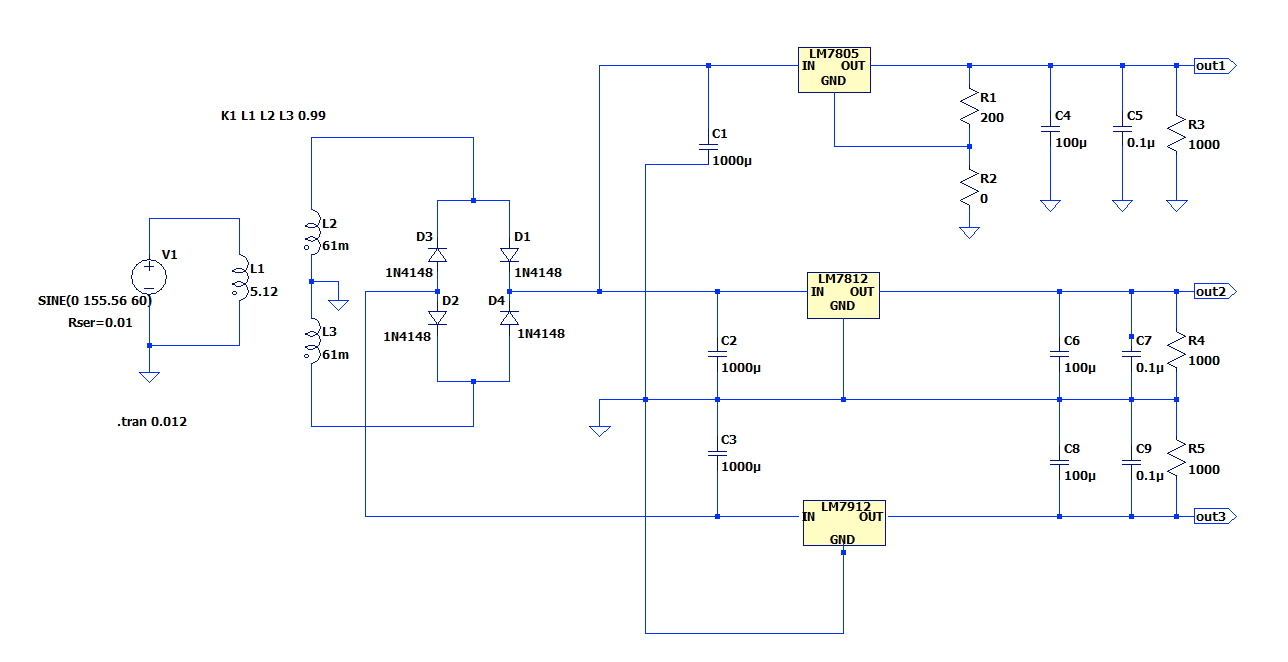 K1 L1 L2 L3 0.99
V1
SINE(0 155.56 60)
Rser=0.01
L1
5.12
L2
61m
L3
61m
.tran 0.012
D3
1N4148
D1
1N4148
D2
1N4148
D4
1N4148
C1
1000µ
LM7805
IN OUT
GND
R1
200
R2
0
C4
100µ
C5
0.1µ
R3
1000
out1
LM7812
IN OUT
GND
C2
1000µ
C6
100µ
C7
0.1µ
R4
1000
out2
C3
1000µ
LM7912
IN OUT
GND
C8
100µ
C9
0.1µ
R5
1000
out3